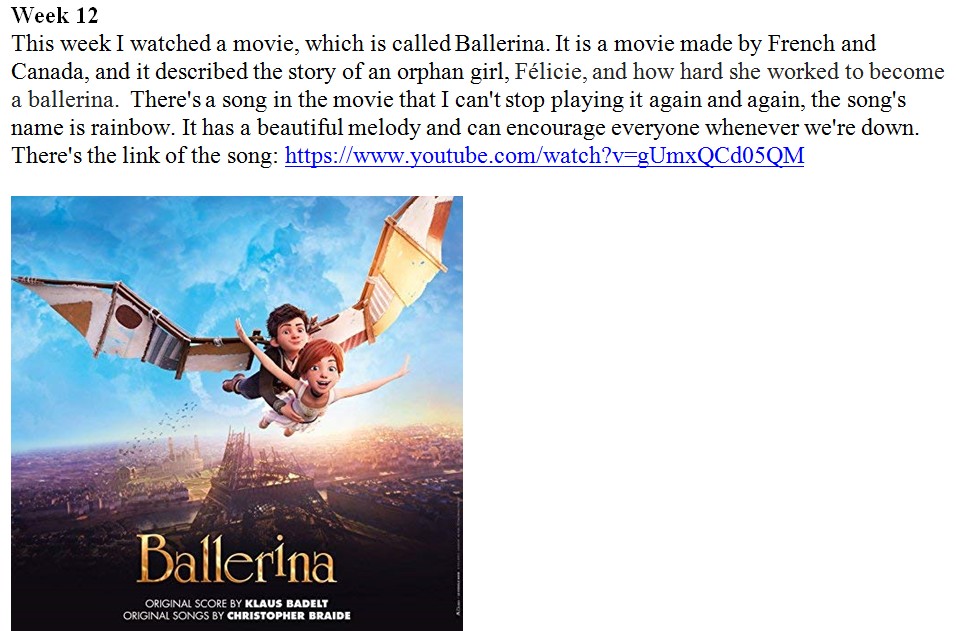 Week 12
This week I watched a movie, which is called Ballerina. It is a movie made by French and
Canada, and it described the story of an orphan girl, Félicie, and how hard she worked to become
a ballerina.  There's a song in the movie that I can't stop playing it again and again, the song's
name is rainbow. It has a beautiful melody and can encourage everyone whenever we're down.
There's the link of the song: https://www.youtube.com/watch?v=gUmxQCd05QM
Ballerina
ORIGINAL SCORE BY KLAUS BADELT
ORIGINAL SONGS BY CHRISTOPHER BRAIDE